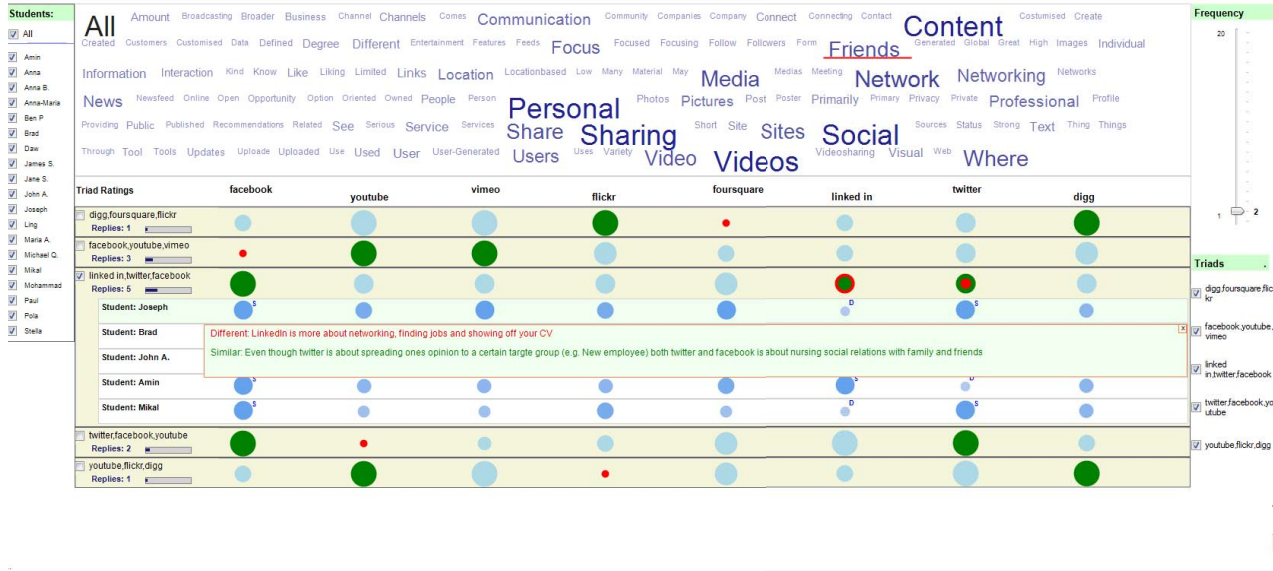 Students:
All
Amin
Anna
Anna B.
Anna-Maria
Ben P
Brad
Daw
James S.
Jane S.
John A.
Joseph
Ling
Maria A.
Michael Q.
Mikal
Mohammad
Paul
Pola
Stella
All Amount Broadcasting Broader Business Channel Channels Comes Communication Community Companies Company Connect Connecting Contact Content Costumised Create
Created Customers Customised Data Defined Degree Different Entertainment Features Feeds Focus Focused Focusing Follow Followers Form Friends Generated Global Great High Images Individual
Information Interaction Kind Know Like Liking Limited Links Location Locationbased Low Many Material May Media Medias Meeting Network Networking Networks
News Newsfeed Online Open Opportunity Option Oriented Owned People Person Personal Photos Pictures Post Poster Primarily Primary Privacy Private Professional Profile
Providing Public Published Recommendations Related See Serious Service Services Share Sharing Short Site Sites Social Sources Status Strong Text Thing Things
Through Tool Tools Updates Uploade Uploaded Use Used User User-Generated Users Uses Variety Video Videos Videosharing Visual Web Where
Triad Ratings facebook youtube vimeo flickr foursquare linked in twitter digg
digg,foursquare,flickr
Replies: 1
facebook,youtube,vimeo
Replies: 3
linked in,twitter,facebook
Replies: 5
Student: Joseph S D S
Student: Brad
Different: LinkedIn is more about networking, finding jobs and showing off your CV x
Similar: Even though twitter is about spreading ones opinion to a certain targte group (e.g. New employee) both twitter and facebook is about nursing social relations with family and friends
Student: John A.
Student: Amin S S D
Student: Mikal S D S
twitter,facebook,youtube
Replies: 2
youtube,flickr,digg
Replies: 1
Frequency
20
1 2
Triads .
digg,foursquare,flic
kr
facebook,youtube,
vimeo
linked
in,twitter,facebook
twitter,facebook,yo
utube
youtube,flickr,digg